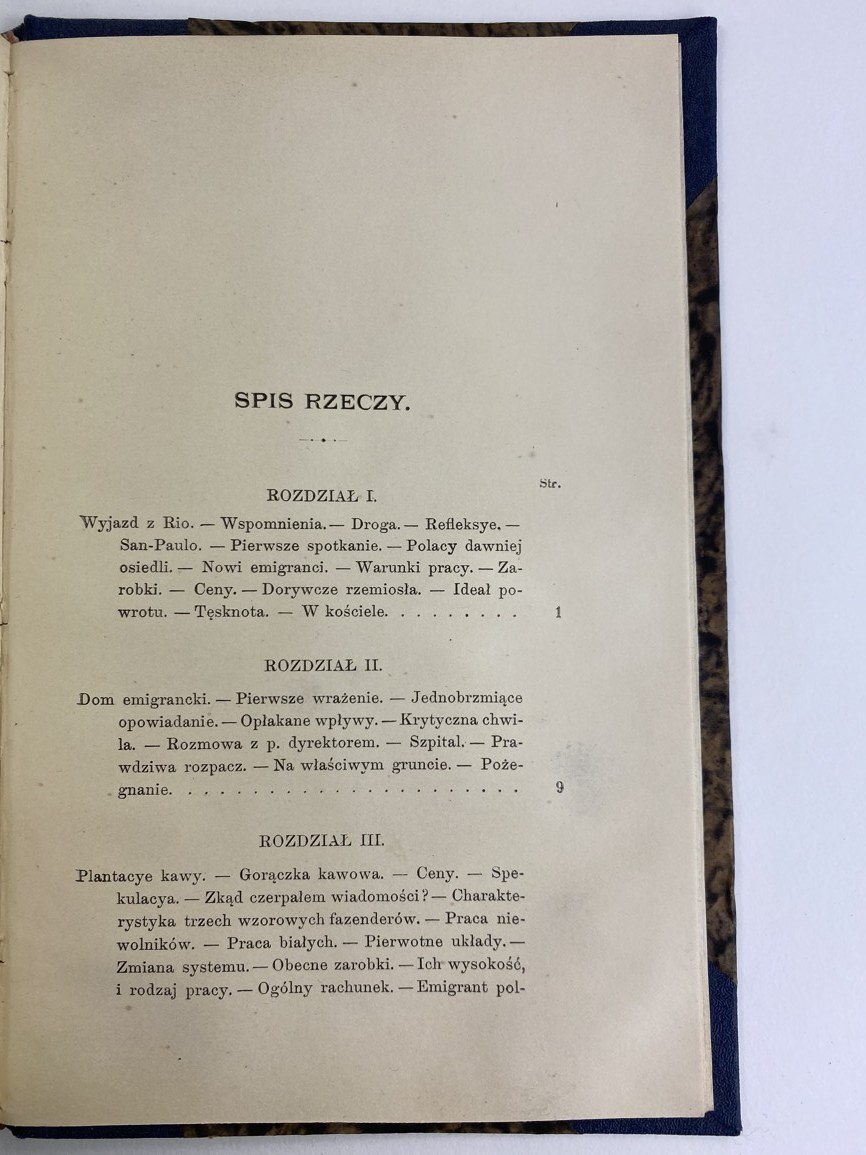 SPIS RZECZY.
Str.
ROZDZIAŁ I.
Wyjazd z Rio. — Wspomnienia. — Droga. — Refleksye. —
San-Paulo. — Pierwsze spotkanie. — Polacy dawniej
osiedli. — Nowi emigranci. — Warunki pracy. — Za-
robki. — Ceny. — Dorywcze rzemiosła. — Ideał po-
wrotu. — Tęsknota. — W kościele. . . . . . . . . 1
ROZDZIAŁ II.
Dom emigrancki. — Pierwsze wrażenie. — Jednobrzmiące
opowiadanie. — Opłakane wpływy. — Krytyczna chwi-
la. — Rozmowa z p. dyrektorem. — Szpital. — Pra-
wdziwa rozpacz. — Na właściwym gruncie. — Poże-
gnanie. . . . . . . . . . . . . . . . . . . . . . 9
ROZDZIAŁ III.
Plantacye kawy. — Gorączka kawowa. — Ceny. — Spe-
kulacya. — Zkąd czerpałem wiadomości? — Charakte-
rystyka trzech wzorowych fazenderów. — Praca nie-
wolników. — Praca białych. — Pierwotne układy. —
Zmiana systemu. — Obecne zarobki. — Ich wysokość,
i rodzaj pracy. — Ogólny rachunek. — Emigrant pol-